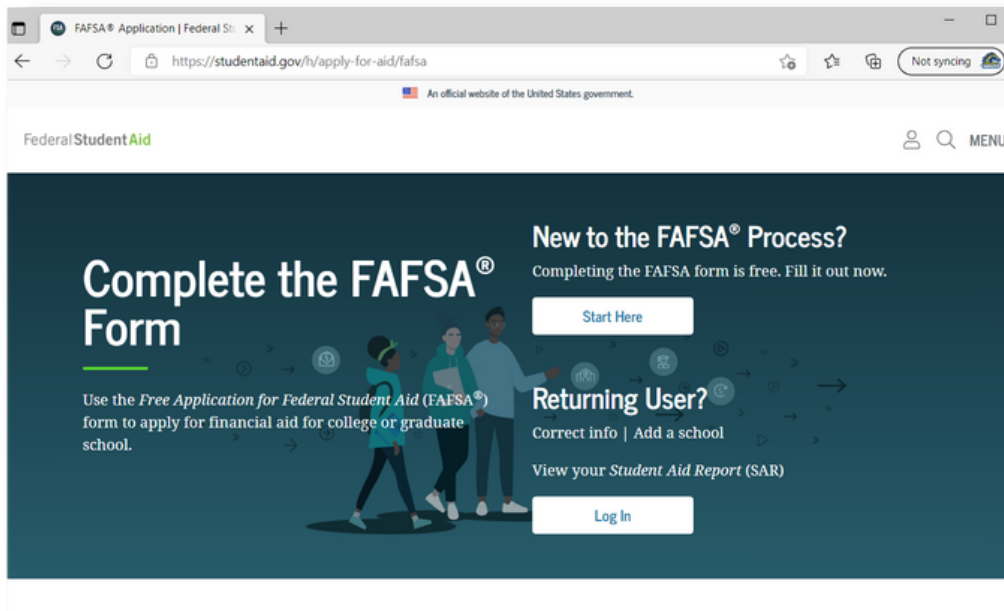 FAFSA® Application | Federal St
https://studentaid.gov/h/apply-for-aid/fafsa
Not syncing
An official website of the United States government.
Federal Student Aid
MENU
Complete the FAFSA®
Form
Use the Free Application for Federal Student Aid (FAFSA®)
form to apply for financial aid for college or graduate
school.
New to the FAFSA® Process?
Completing the FAFSA form is free. Fill it out now.
Start Here
Returning User?
Correct info | Add a school
View your Student Aid Report (SAR)
Log In